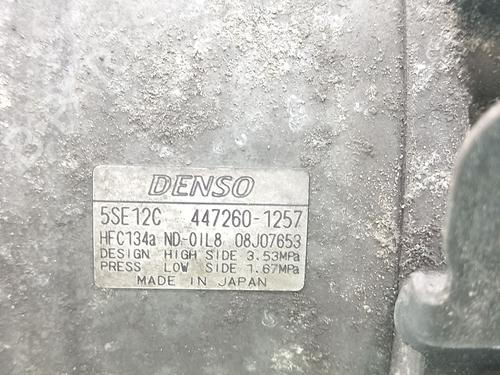 DENSO
5SE12C 447260-1257
HFC134a ND-OIL8 08J07653
DESIGN HIGH SIDE 3.53MPa
PRESS LOW SIDE 1.67MPa
MADE IN JAPAN